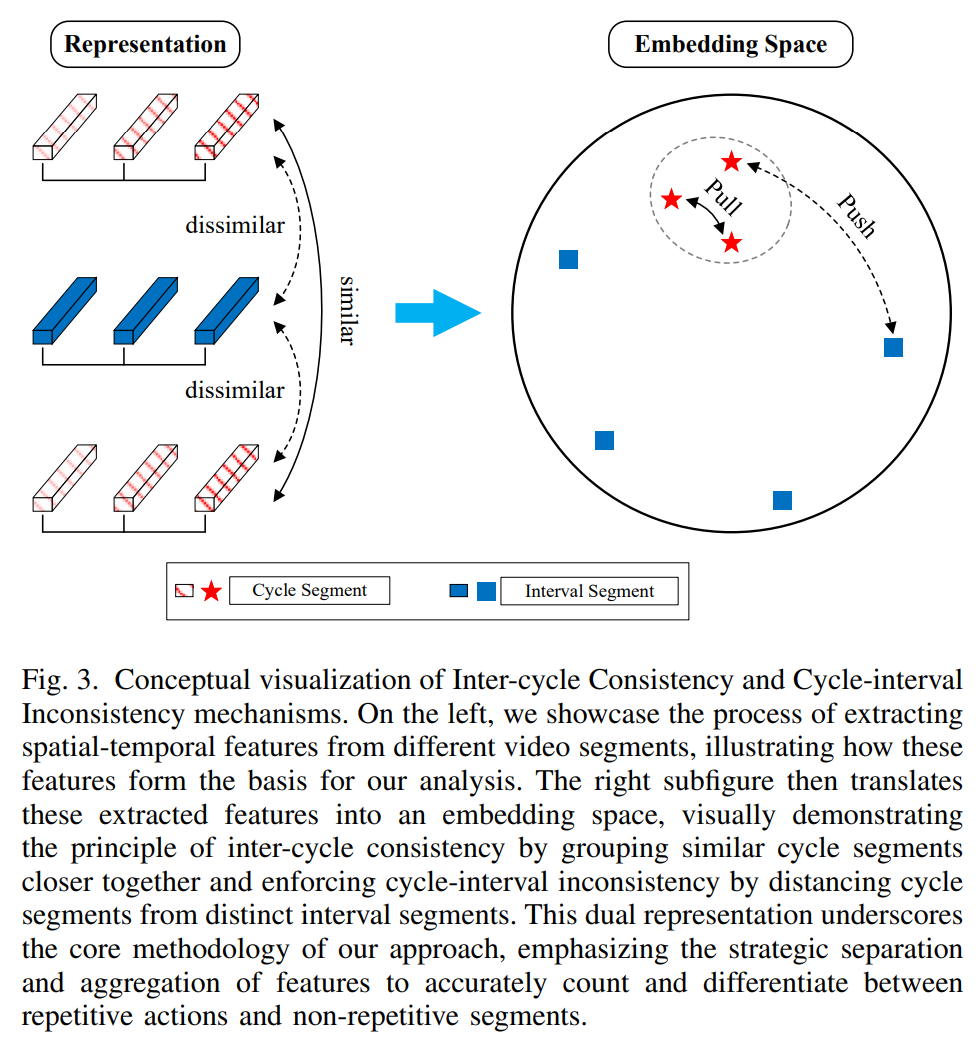 Representation
Embedding Space
dissimilar
similar
dissimilar
Pull
Push
Cycle Segment
Interval Segment
Fig. 3. Conceptual visualization of Inter-cycle Consistency and Cycle-interval
Inconsistency mechanisms. On the left, we showcase the process of extracting
spatial-temporal features from different video segments, illustrating how these
features form the basis for our analysis. The right subfigure then translates
these extracted features into an embedding space, visually demonstrating
the principle of inter-cycle consistency by grouping similar cycle segments
closer together and enforcing cycle-interval inconsistency by distancing cycle
segments from distinct interval segments. This dual representation underscores
the core methodology of our approach, emphasizing the strategic separation
and aggregation of features to accurately count and differentiate between
repetitive actions and non-repetitive segments.